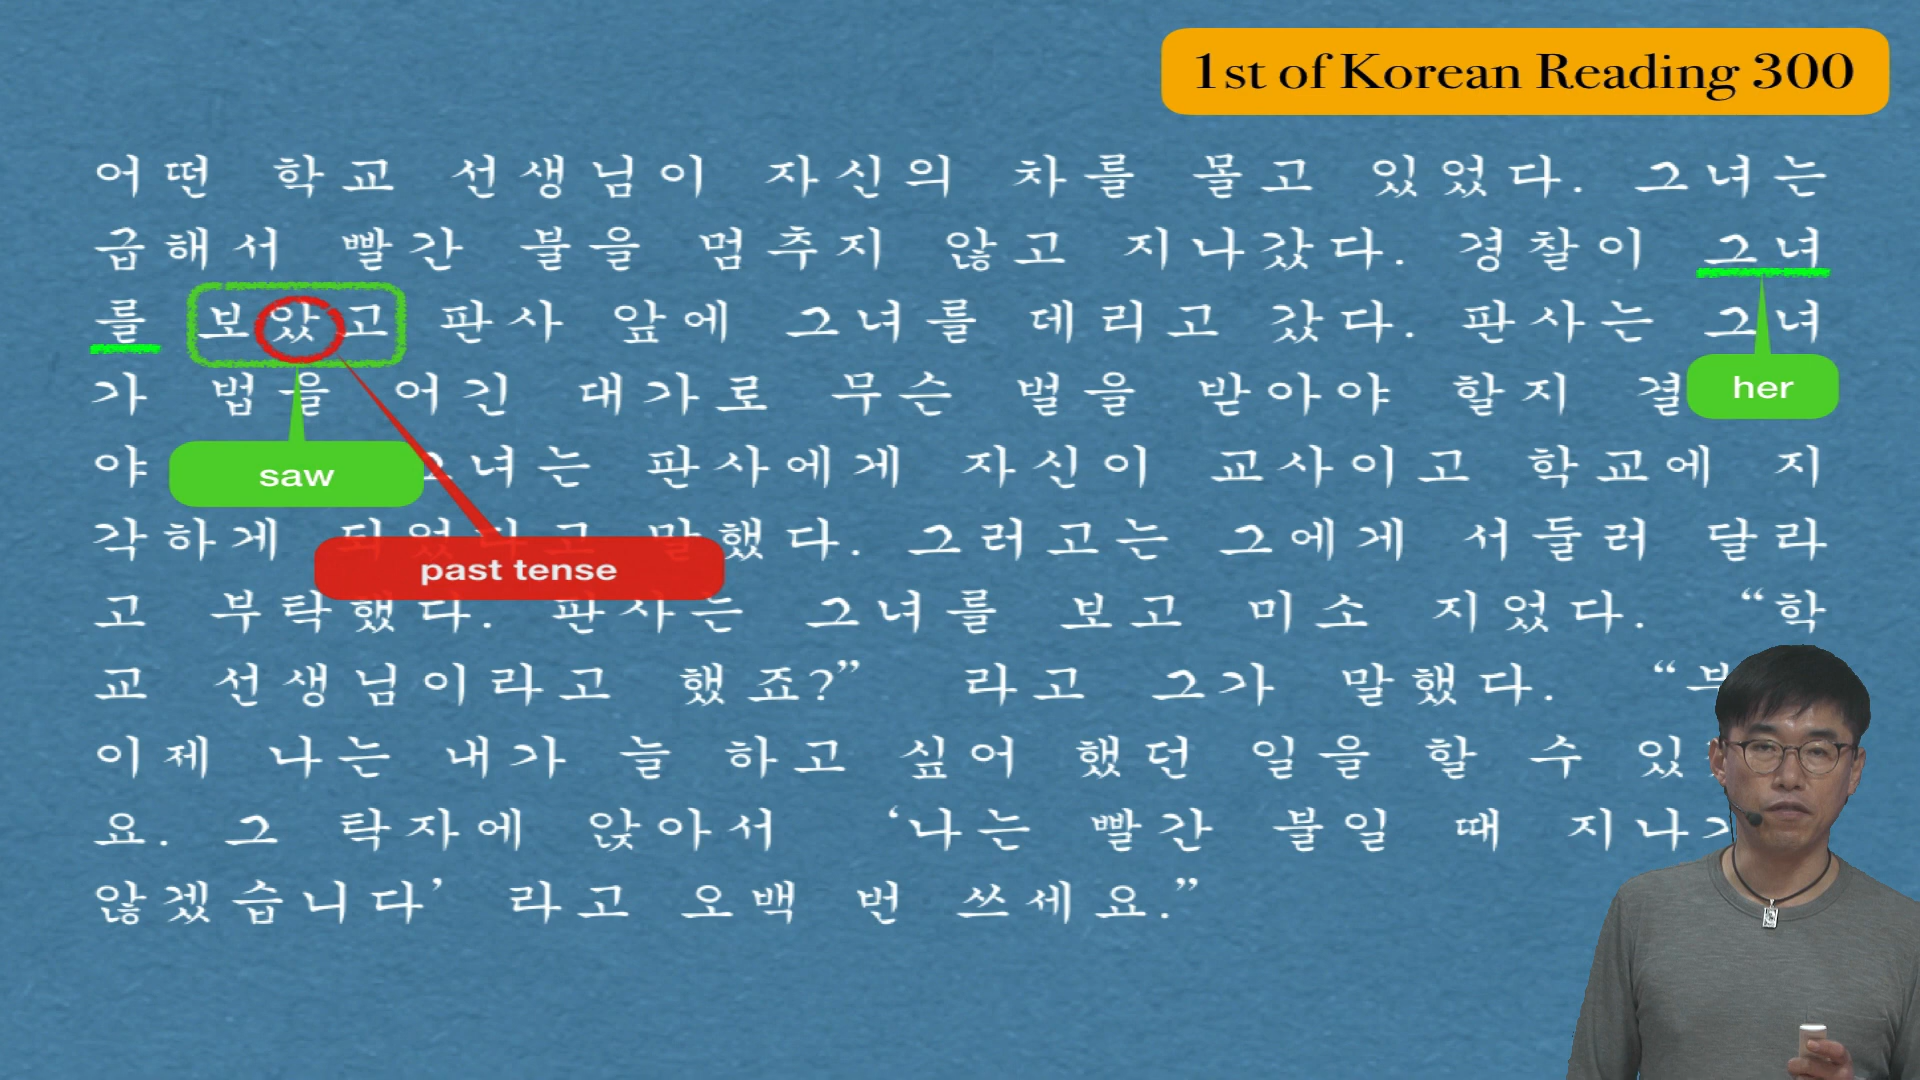 1st of Korean Reading 300
어떤 학교 선생님이 자신의 차를 몰고 있었다. 그녀는
급해서 빨간 불을 멈추지 않고 지나갔다. 경찰이 그녀
를 보았고 판사 앞에 그녀를 데리고 갔다. 판사는 그녀
가 법을 어긴 대가로 무슨 벌을 받아야 할지
her
야 그녀는 판사에게 자신이 교사이고 학교에 지
saw
각하게 되었다고 말했다. 그러고는 그에게 서둘러 달라
past tense
고 부탁했다. 판사는 그녀를 보고 미소 지었다. “학
교 선생님이라고 했죠?” 라고 그가 말했다.
이제 나는 내가 늘 하고 싶어 했던 일을 할 수
요. 그 탁자에 앉아서 ‘나는 빨간 불일 때
않겠습니다’ 라고 오백 번 쓰세요.”